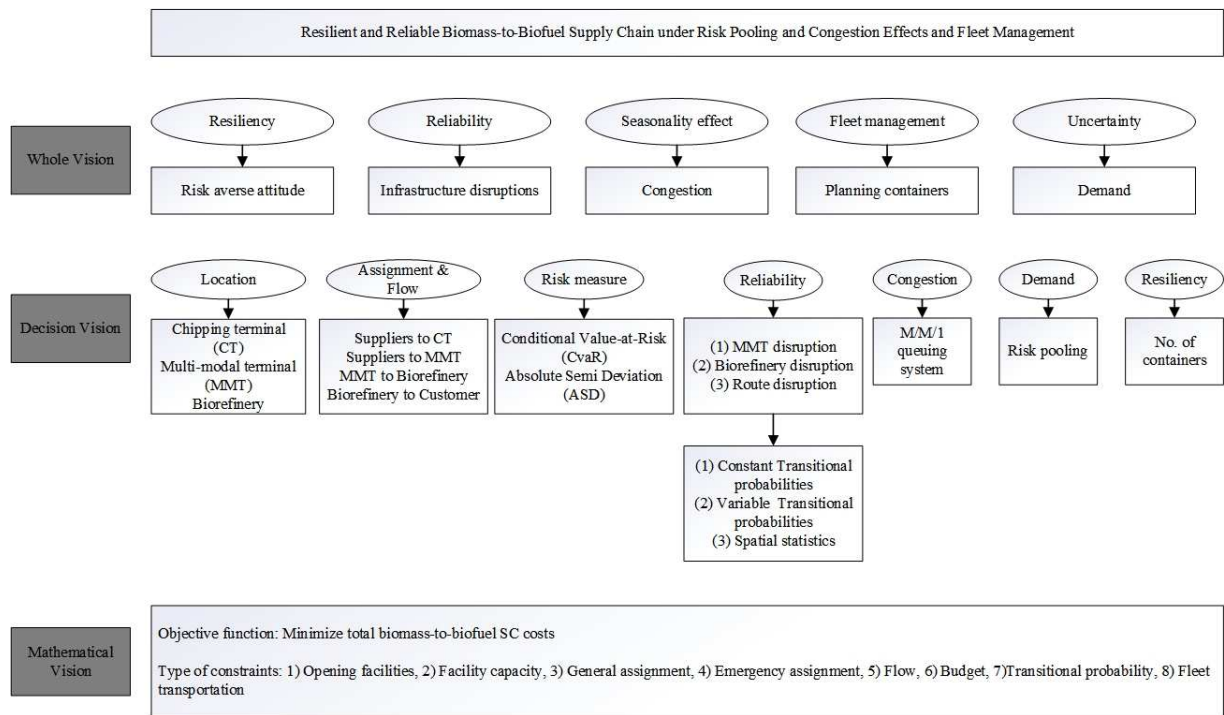 Resilient and Reliable Biomass-to-Biofuel Supply Chain under Risk Pooling and Congestion Effects and Fleet Management
Whole Vision
Resiliency
Reliability
Seasonality effect
Fleet management
Uncertainty
Risk averse attitude
Infrastructure disruptions
Congestion
Planning containers
Demand
Decision Vision
Location
Assignment &
Flow
Risk measure
Reliability
Congestion
Demand
Resiliency
Chipping terminal
(CT)
Multi-modal terminal
(MMT)
Biorefinery
Suppliers to CT
Suppliers to MMT
MMT to Biorefinery
Biorefinery to Customer
Conditional Value-at-Risk
(CvaR)
Absolute Semi Deviation
(ASD)
(1) MMT disruption
(2) Biorefinery disruption
(3) Route disruption
M/M/1
queuing
system
Risk pooling
No. of
containers
(1) Constant Transitional
probabilities
(2) Variable Transitional
probabilities
(3) Spatial statistics
Mathematical
Vision
Objective function: Minimize total biomass-to-biofuel SC costs
Type of constraints: 1) Opening facilities, 2) Facility capacity, 3) General assignment, 4) Emergency assignment, 5) Flow, 6) Budget, 7)Transitional probability, 8) Fleet
transportation